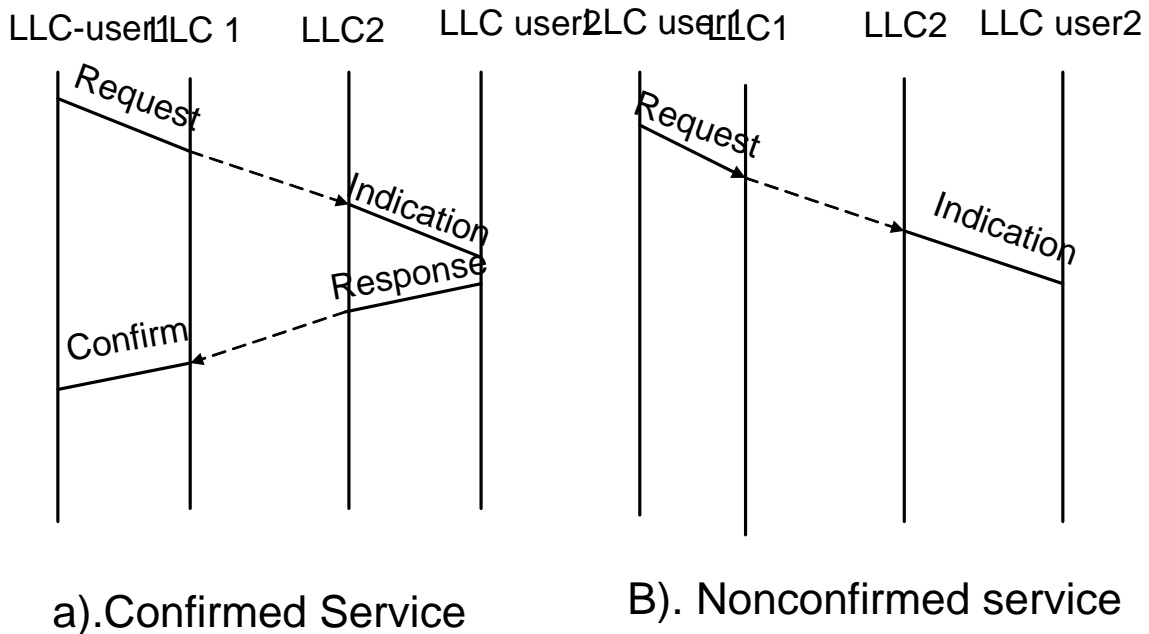 LLC-user1
LLC 1
LLC2
LLC user2
Request
Indication
Response
Confirm
a).Confirmed Service
LLC user1
LLC1
LLC2
LLC user2
Request
Indication
B). Nonconfirmed service